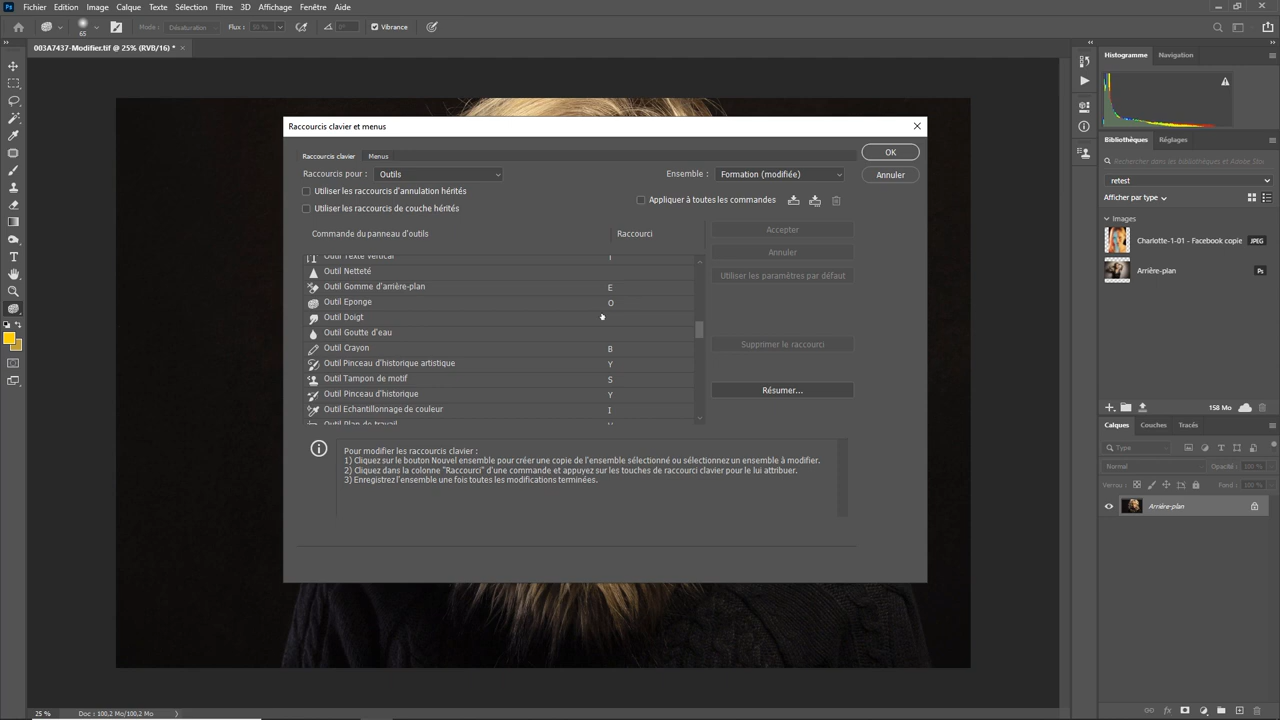 Ps Fichier Edition Image Calque Texte Sélection Filtre 3D Affichage Fenêtre Aide
65 Mode : Désaturation Flux : 50 % Vibrance
003A7437-Modifier.tif @ 25% (RVB/16) *
Histogramme Navigation
Raccourcis clavier et menus
Raccourcis clavier Menus
OK
Raccourcis pour : Outils Ensemble : Formation (modifiée) Annuler
Utiliser les raccourcis d'annulation hérités
Appliquer à toutes les commandes
Utiliser les raccourcis de couche hérités
Commande du panneau d'outils Raccourci
Accepter
Annuler
Utiliser les paramètres par défaut
Outil Texte vertical T
Outil Netteté
Outil Gomme d'arrière-plan E
Outil Eponge O
Outil Doigt
Outil Goutte d'eau
Outil Crayon B
Outil Pinceau d'historique artistique Y
Outil Tampon de motif S
Outil Pinceau d'historique Y
Outil Echantillonnage de couleur I
Outil Plan de travail V
Supprimer le raccourci
Résumer...
Pour modifier les raccourcis clavier :
1) Cliquez sur le bouton Nouvel ensemble pour créer une copie de l'ensemble sélectionné ou sélectionnez un ensemble à modifier.
2) Cliquez dans la colonne "Raccourci" d'une commande et appuyez sur les touches de raccourci clavier pour le lui attribuer.
3) Enregistrez l'ensemble une fois toutes les modifications terminées.
Bibliothèques Réglages
Rechercher dans les bibliothèques et Adobe Stoc
retest
Afficher par type
Images
Charlotte-1-01 - Facebook copie JPEG
Arrière-plan Ps
158 Mo
Calques Couches Tracés
Type
Normal Opacité : 100 %
Verrou : Fond : 100 %
Arrière-plan
25 % Doc : 100,2 Mo/100,2 Mo